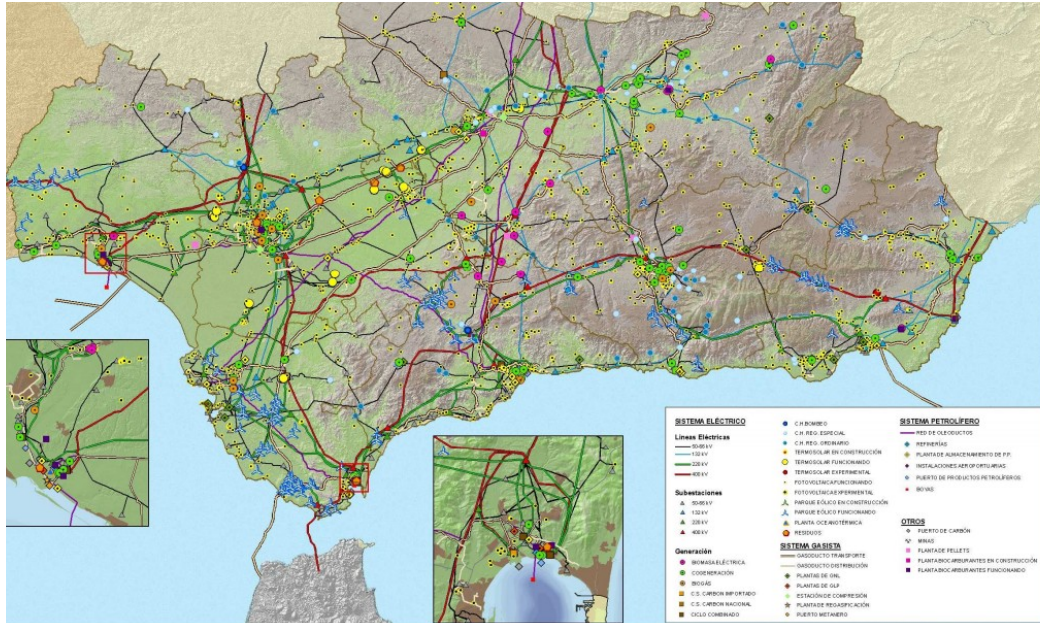 SISTEMA ELÉCTRICO
Líneas Eléctricas
50-66 kV
132 kV
220 kV
400 kV
Subestaciones
50-66 kV
132 kV
220 kV
400 kV
Generación
BIOMASA ELÉCTRICA
COGENERACIÓN
BIOGÁS
C.S. CARBON IMPORTADO
C.S. CARBON NACIONAL
CICLO COMBINADO
C.H. BOMBEO
C.H. REG. ESPECIAL
C.H. REG. ORDINARIO
TERMOSOLAR EN CONSTRUCCIÓN
TERMOSOLAR FUNCIONANDO
TERMOSOLAR EXPERIMENTAL
FOTOVOLTAICA FUNCIONANDO
FOTOVOLTAICA EXPERIMENTAL
PARQUE EÓLICO EN CONSTRUCCIÓN
PARQUE EÓLICO FUNCIONANDO
PLANTA OCEANOTÉRMICA
RESIDUOS
SISTEMA GASISTA
GASODUCTO TRANSPORTE
GASODUCTO DISTRIBUCIÓN
PLANTAS DE GNL
PLANTAS DE GLP
ESTACIÓN DE COMPRESIÓN
PLANTA DE REGASIFICACIÓN
PUERTO METANERO
SISTEMA PETROLÍFERO
RED DE OLEODUCTOS
REFINERÍAS
PLANTA DE ALMACENAMIENTO DE P.P.
INSTALACIONES AEROPORTUARIAS
PUERTO DE PRODUCTOS PETROLÍFEROS
BOYAS
OTROS
PUERTO DE CARBÓN
MINAS
PLANTA DE PELLETS
PLANTA BIOCARBURANTES EN CONSTRUCCIÓN
PLANTA BIOCARBURANTES FUNCIONANDO